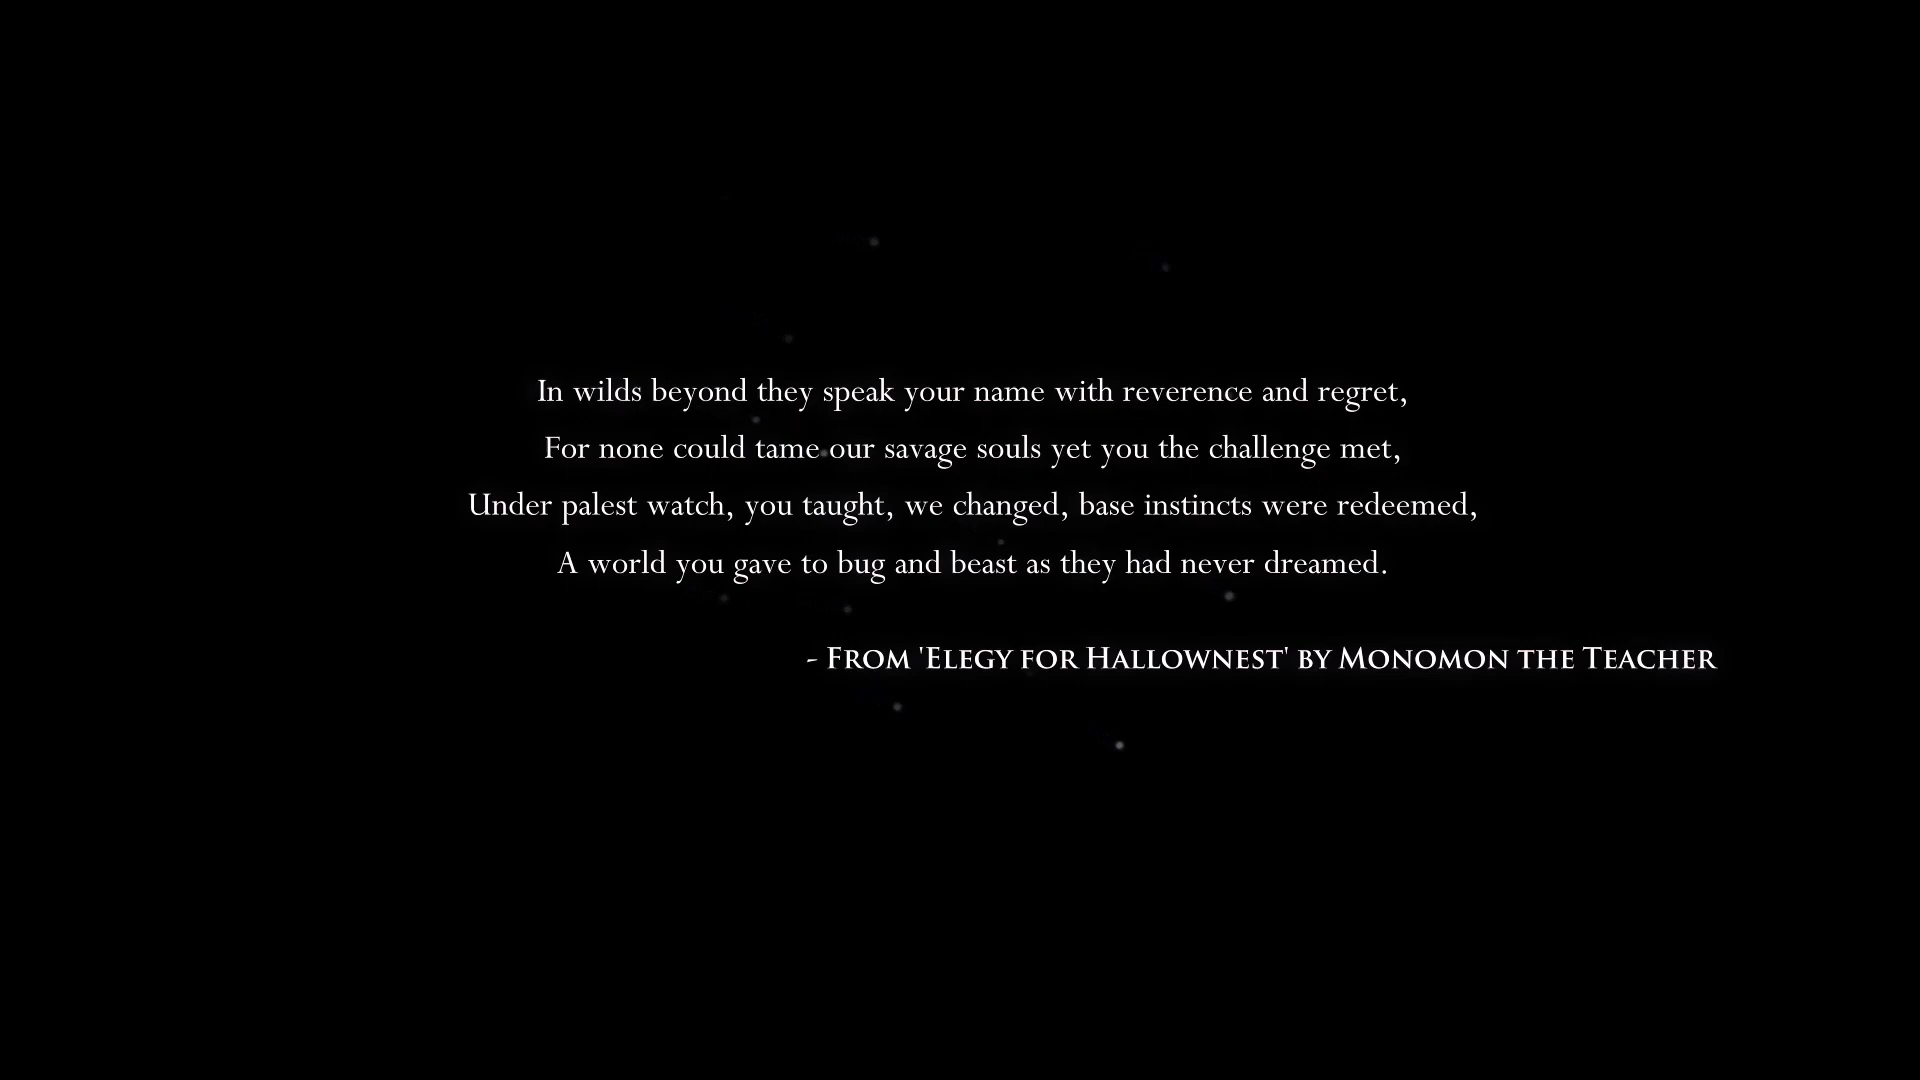 In wilds beyond they speak your name with reverence and regret,
For none could tame our savage souls yet you the challenge met,
Under palest watch, you taught, we changed, base instincts were redeemed,
A world you gave to bug and beast as they had never dreamed.
- From 'Elegy for Hallownest' by Monomon the Teacher